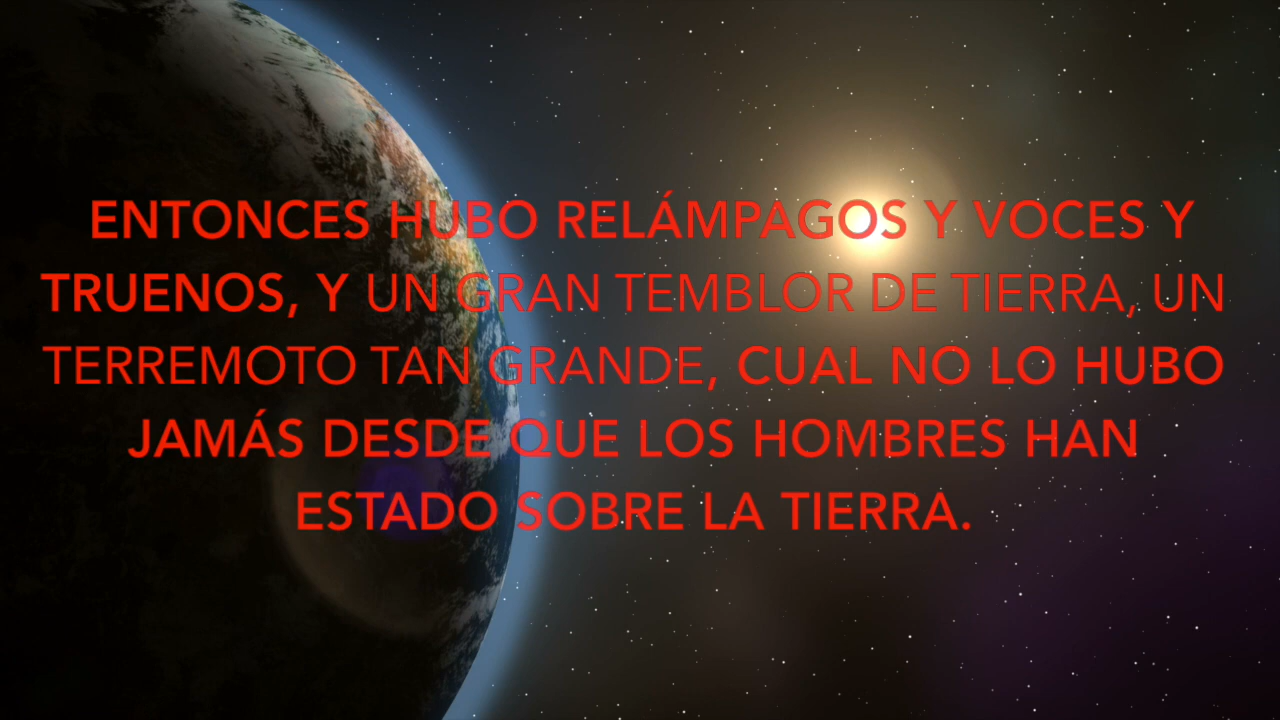 ENTONCES HUBO RELÁMPAGOS Y VOCES Y
TRUENOS, Y UN GRAN TEMBLOR DE TIERRA, UN
TERREMOTO TAN GRANDE, CUAL NO LO HUBO
JAMÁS DESDE QUE LOS HOMBRES HAN
ESTADO SOBRE LA TIERRA.